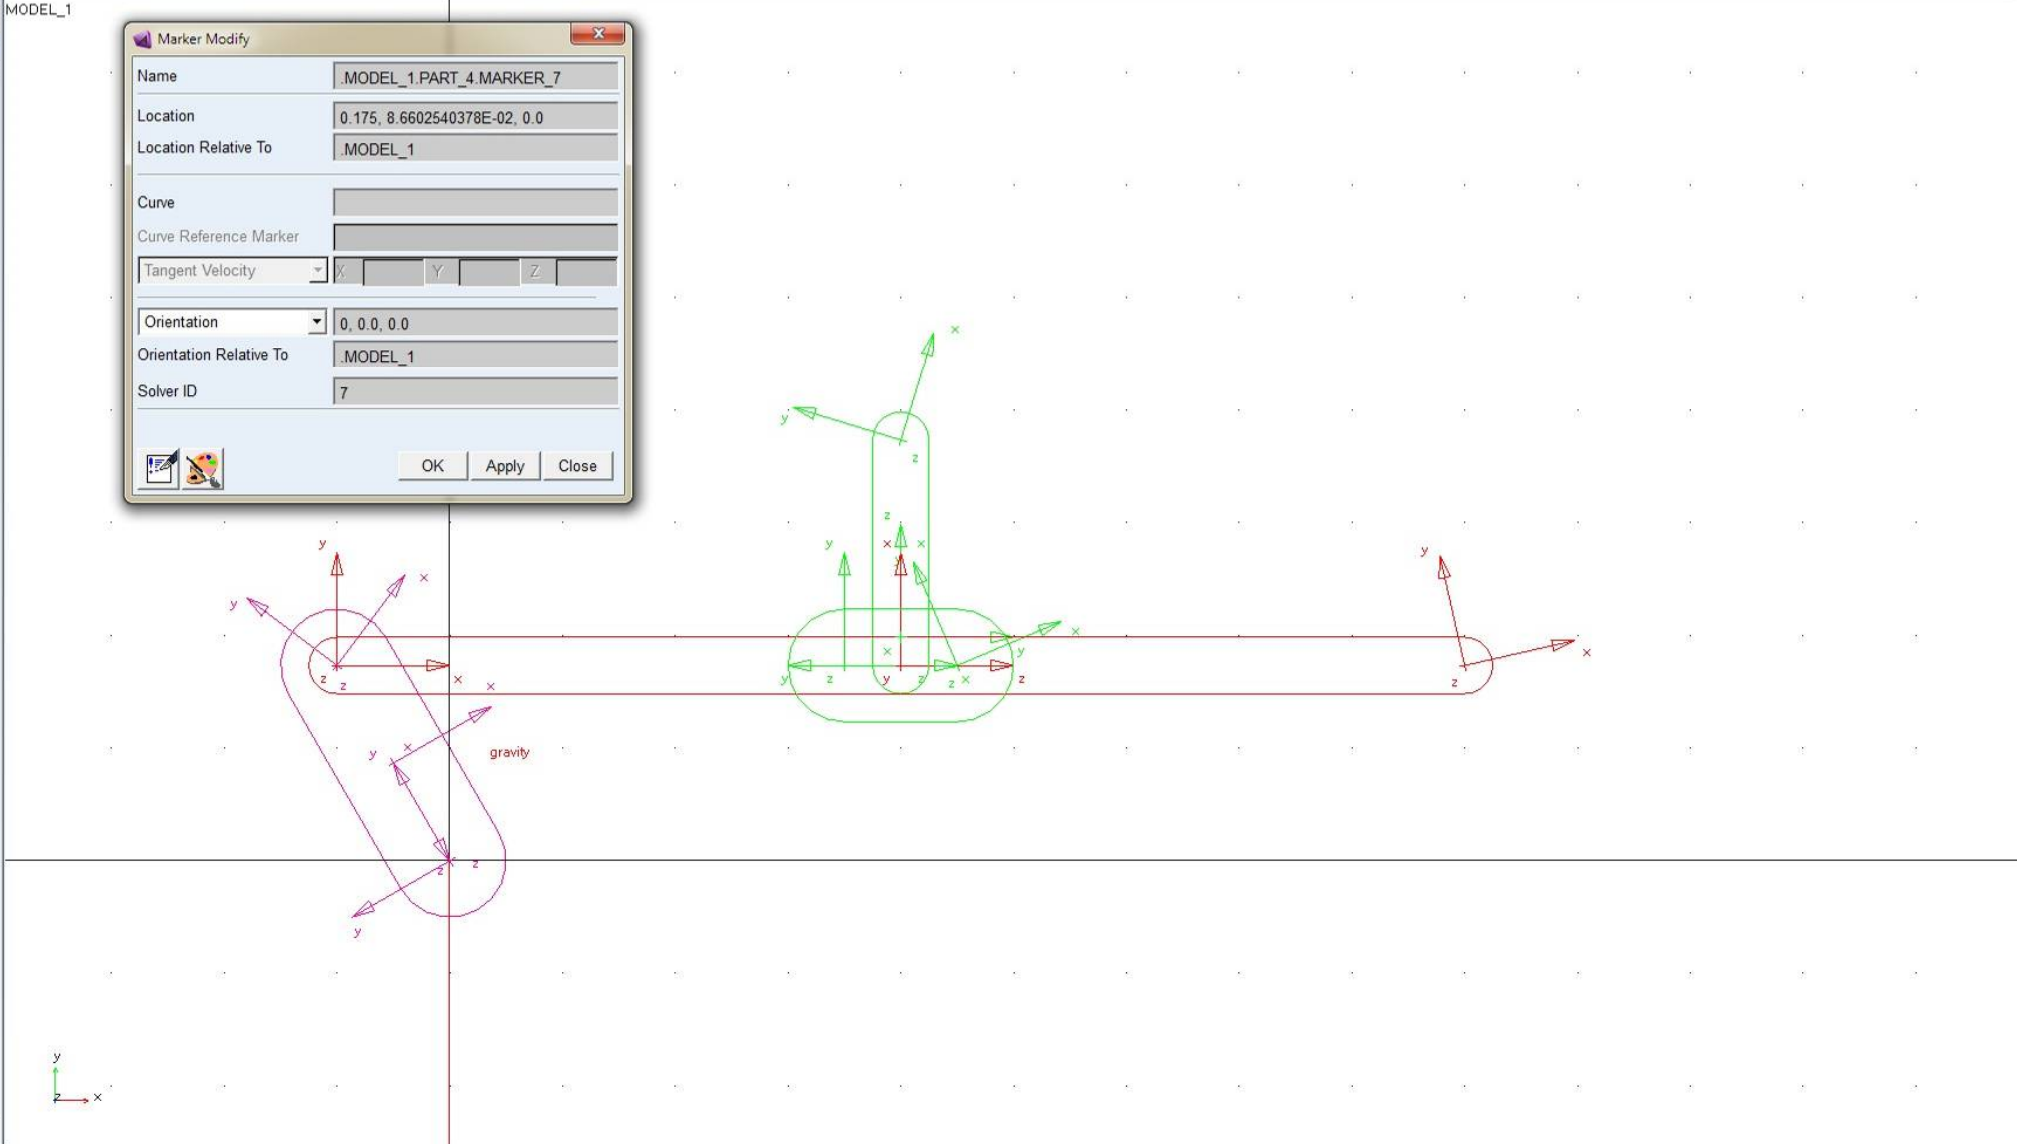 MODEL_1
Marker Modify
Name .MODEL_1.PART_4.MARKER_7
Location 0.175, 8.6602540378E-02, 0.0
Location Relative To .MODEL_1
Curve
Curve Reference Marker
Tangent Velocity X Y Z
Orientation 0, 0.0, 0.0
Orientation Relative To .MODEL_1
Solver ID 7
OK Apply Close
x
y
z
z
y x x y
y
x
y x
x
y x y x
z z x y z x z y z z x z
x
y x
gravity
z z
y
y
z x